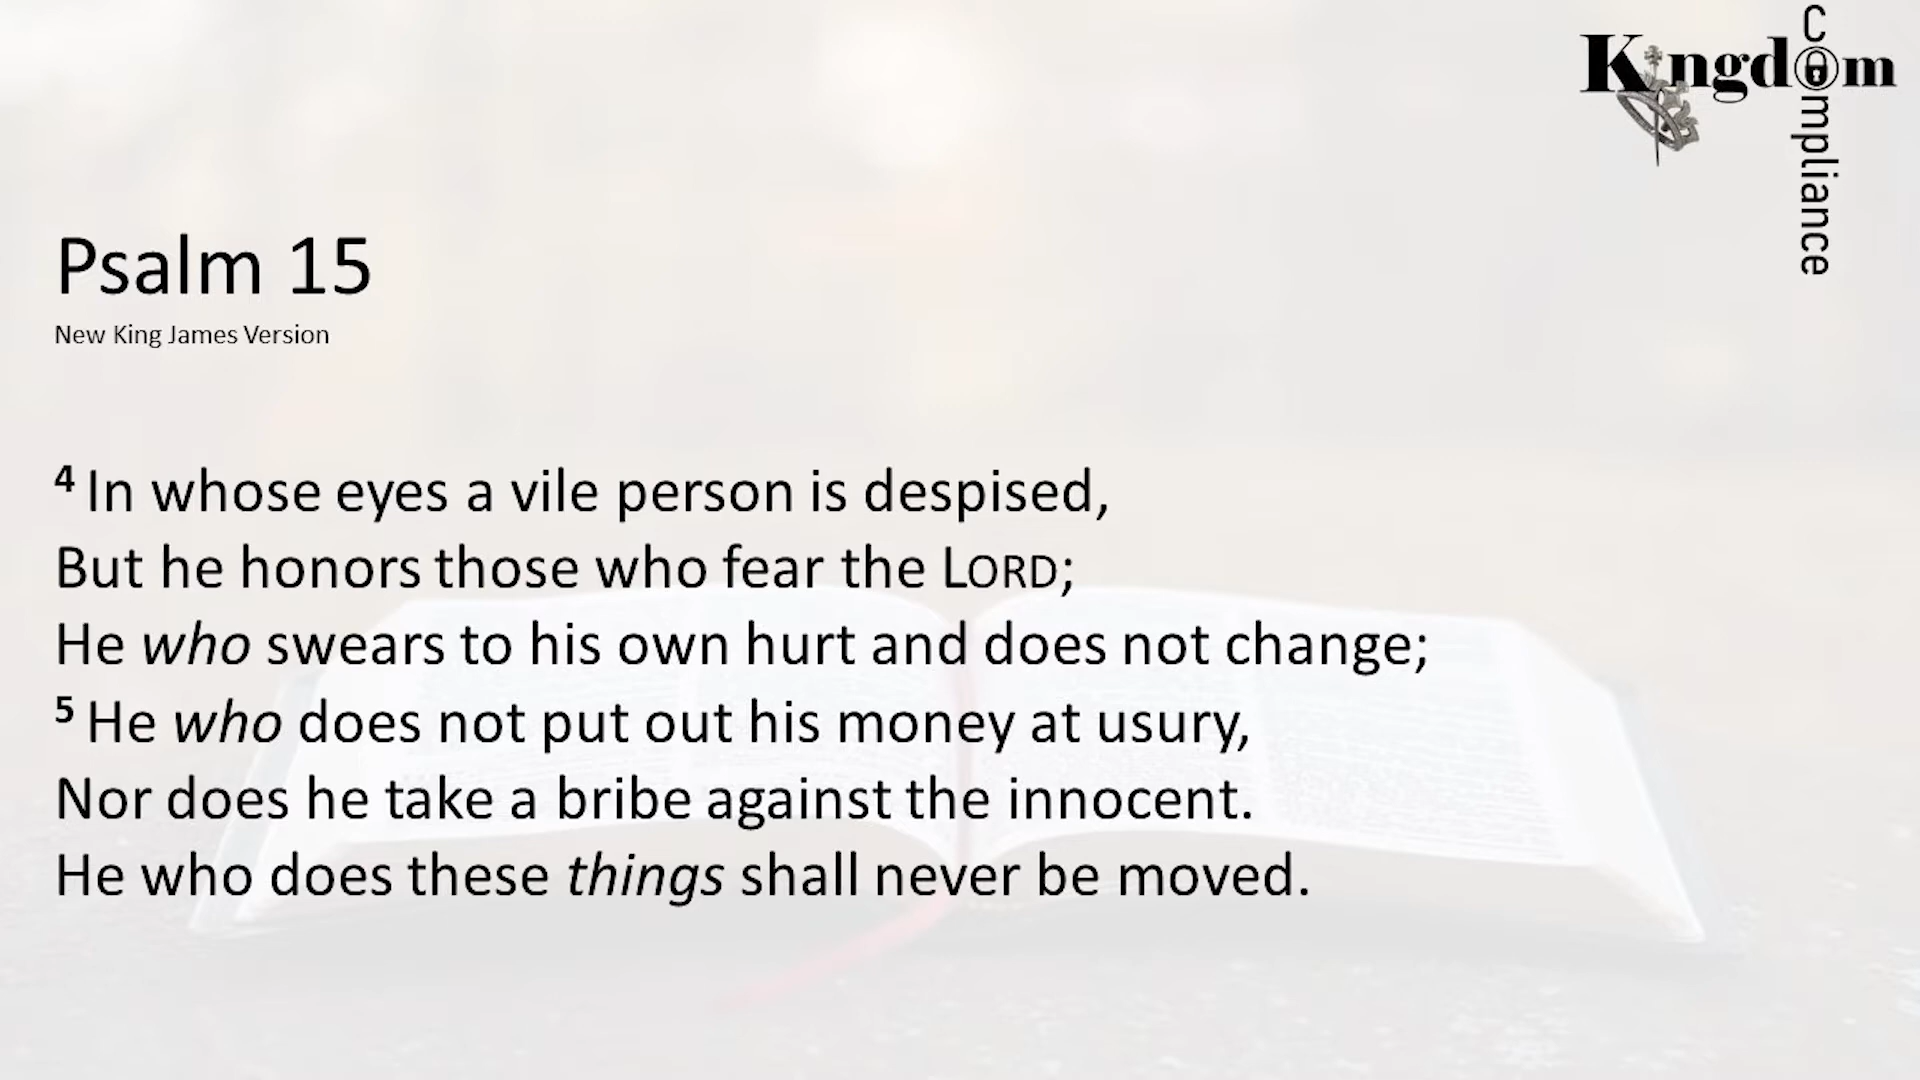 Kingdom
Compliance
Psalm 15
New King James Version
4 In whose eyes a vile person is despised,
But he honors those who fear the LORD;
He who swears to his own hurt and does not change;
5 He who does not put out his money at usury,
Nor does he take a bribe against the innocent.
He who does these things shall never be moved.